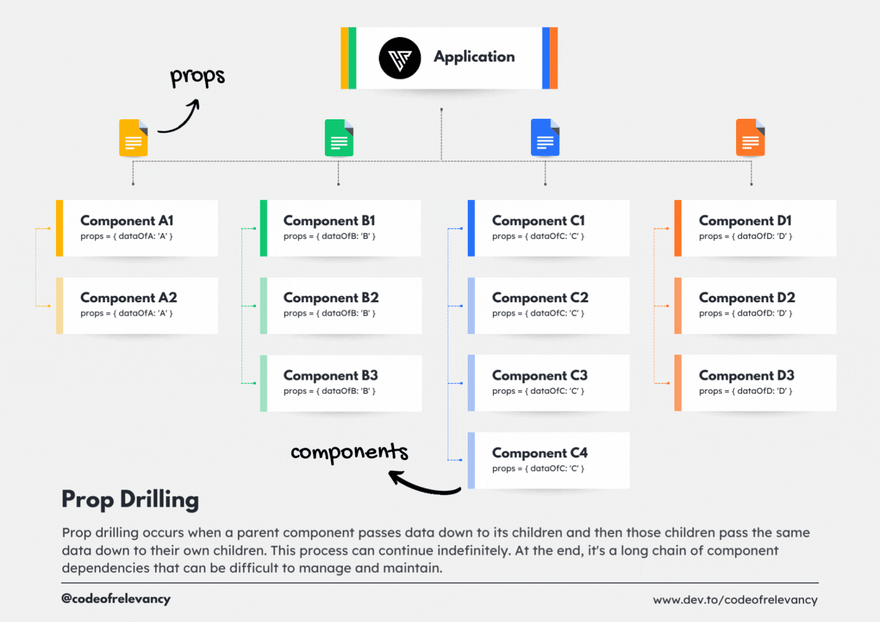 Application
props
Component A1
props = { dataOfA: 'A' }
Component B1
props = { dataOfB: 'B' }
Component C1
props = { dataOfC: 'C' }
Component D1
props = { dataOfD: 'D' }
Component A2
props = { dataOfA: 'A' }
Component B2
props = { dataOfB: 'B' }
Component C2
props = { dataOfC: 'C' }
Component D2
props = { dataOfD: 'D' }
Component B3
props = { dataOfB: 'B' }
Component C3
props = { dataOfC: 'C' }
Component D3
props = { dataOfD: 'D' }
Component C4
props = { dataOfC: 'C' }
components
Prop Drilling
Prop drilling occurs when a parent component passes data down to its children and then those children pass the same
data down to their own children. This process can continue indefinitely. At the end, it's a long chain of component
dependencies that can be difficult to manage and maintain.
@codeofrelevancy
www.dev.to/codeofrelevancy